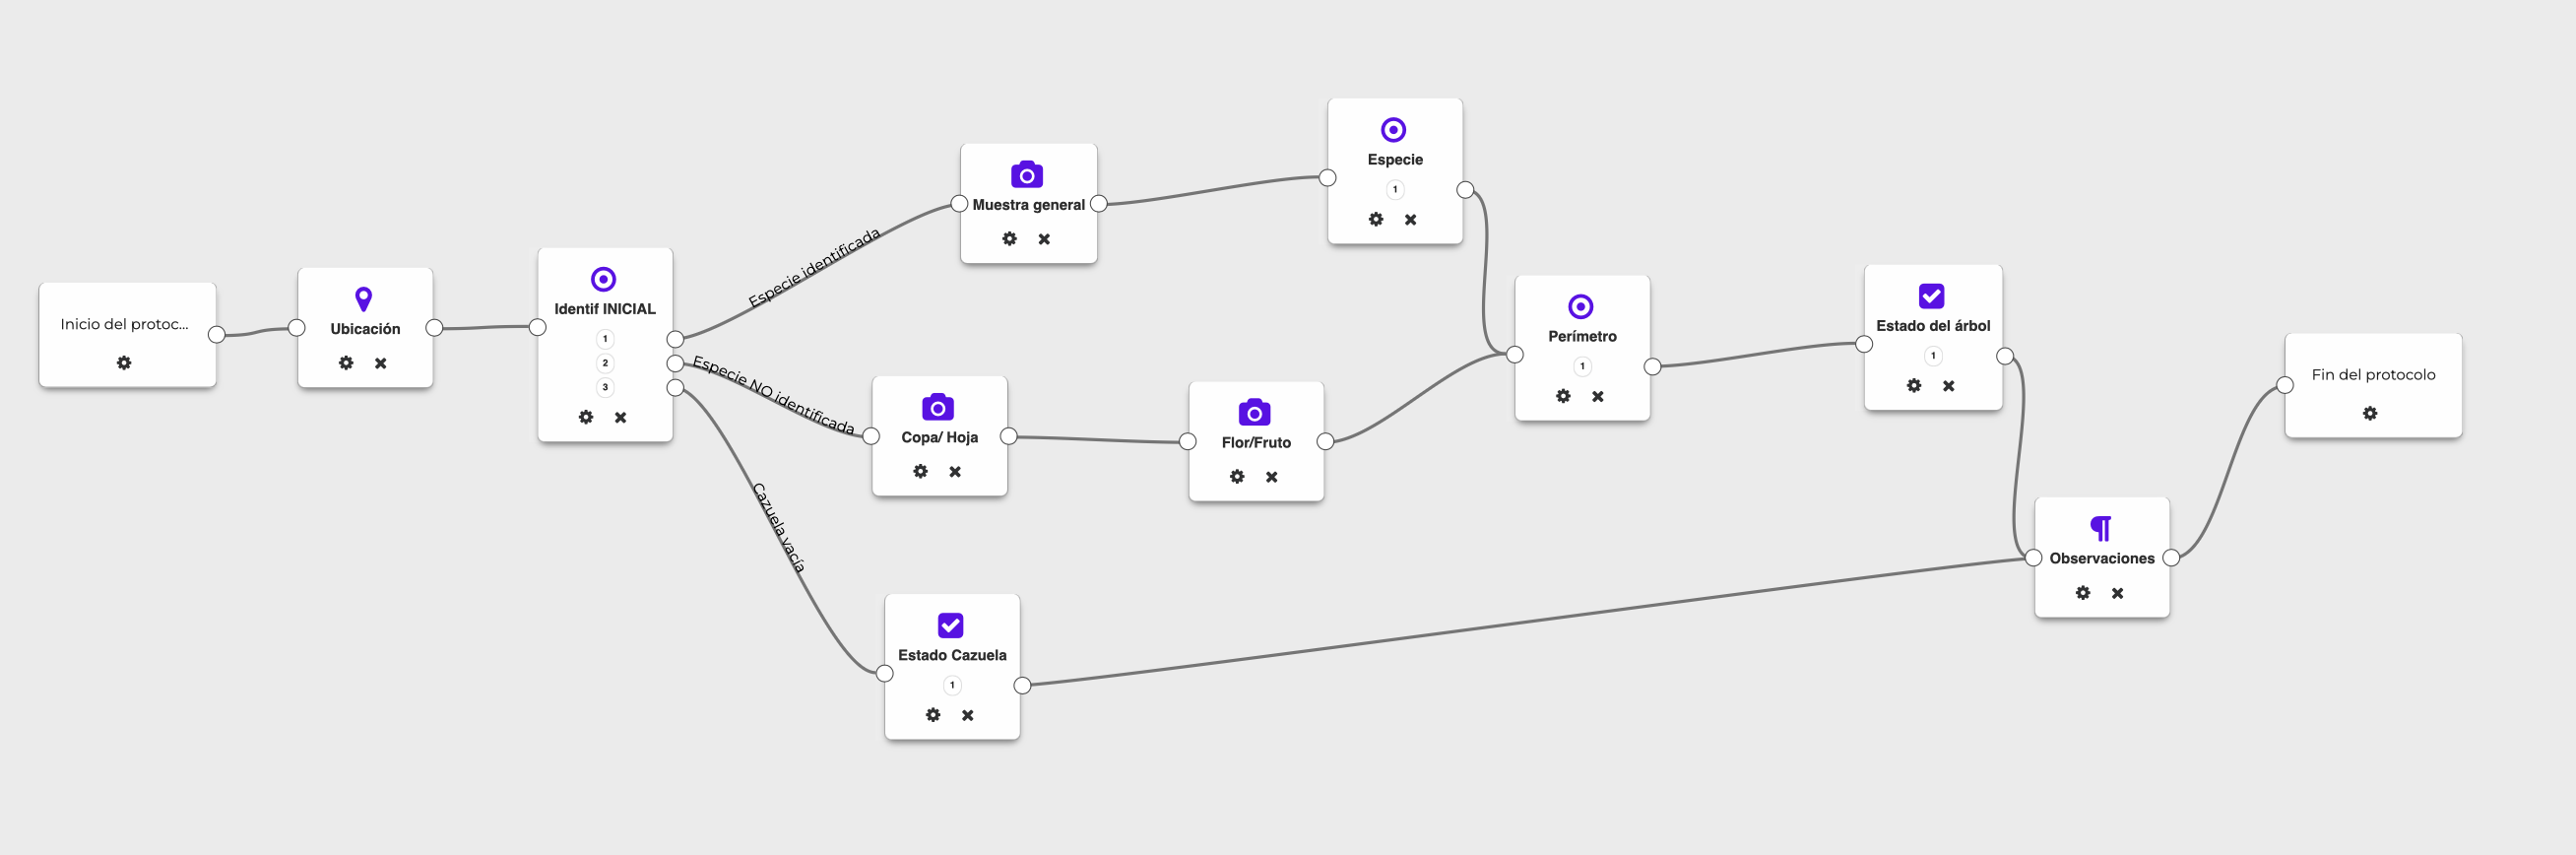 Inicio del protoc...
Ubicación
Identif INICIAL
1
2
3
Especie identificada
Especie NO identificada
Cazuela vacía
Muestra general
Especie
1
Copa/ Hoja
Flor/Fruto
Estado Cazuela
1
Perímetro
1
Estado del árbol
1
Observaciones
Fin del protocolo